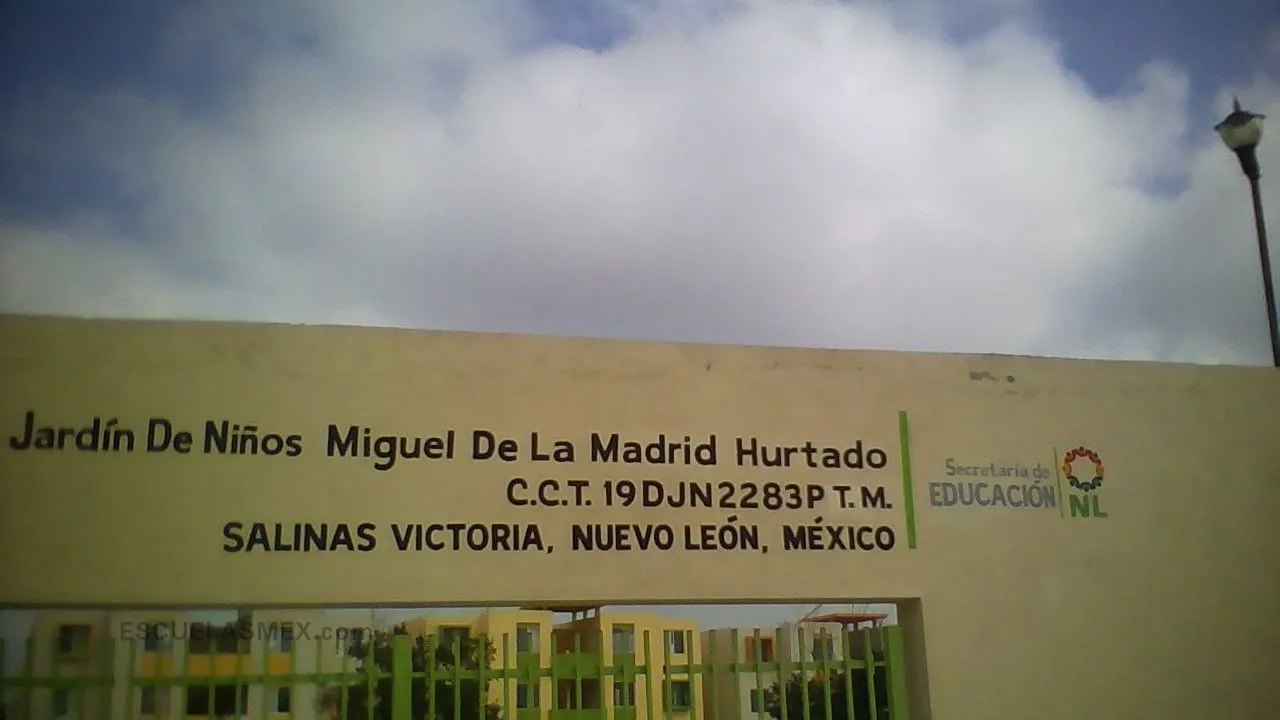 Jardín De Niños Miguel De La Madrid Hurtado
C.C.T. 19DJN2283P T.M.
SALINAS VICTORIA, NUEVO LEÓN, MÉXICO
Secretaría de
EDUCACIÓN
NL
ESCUELASMEX.com